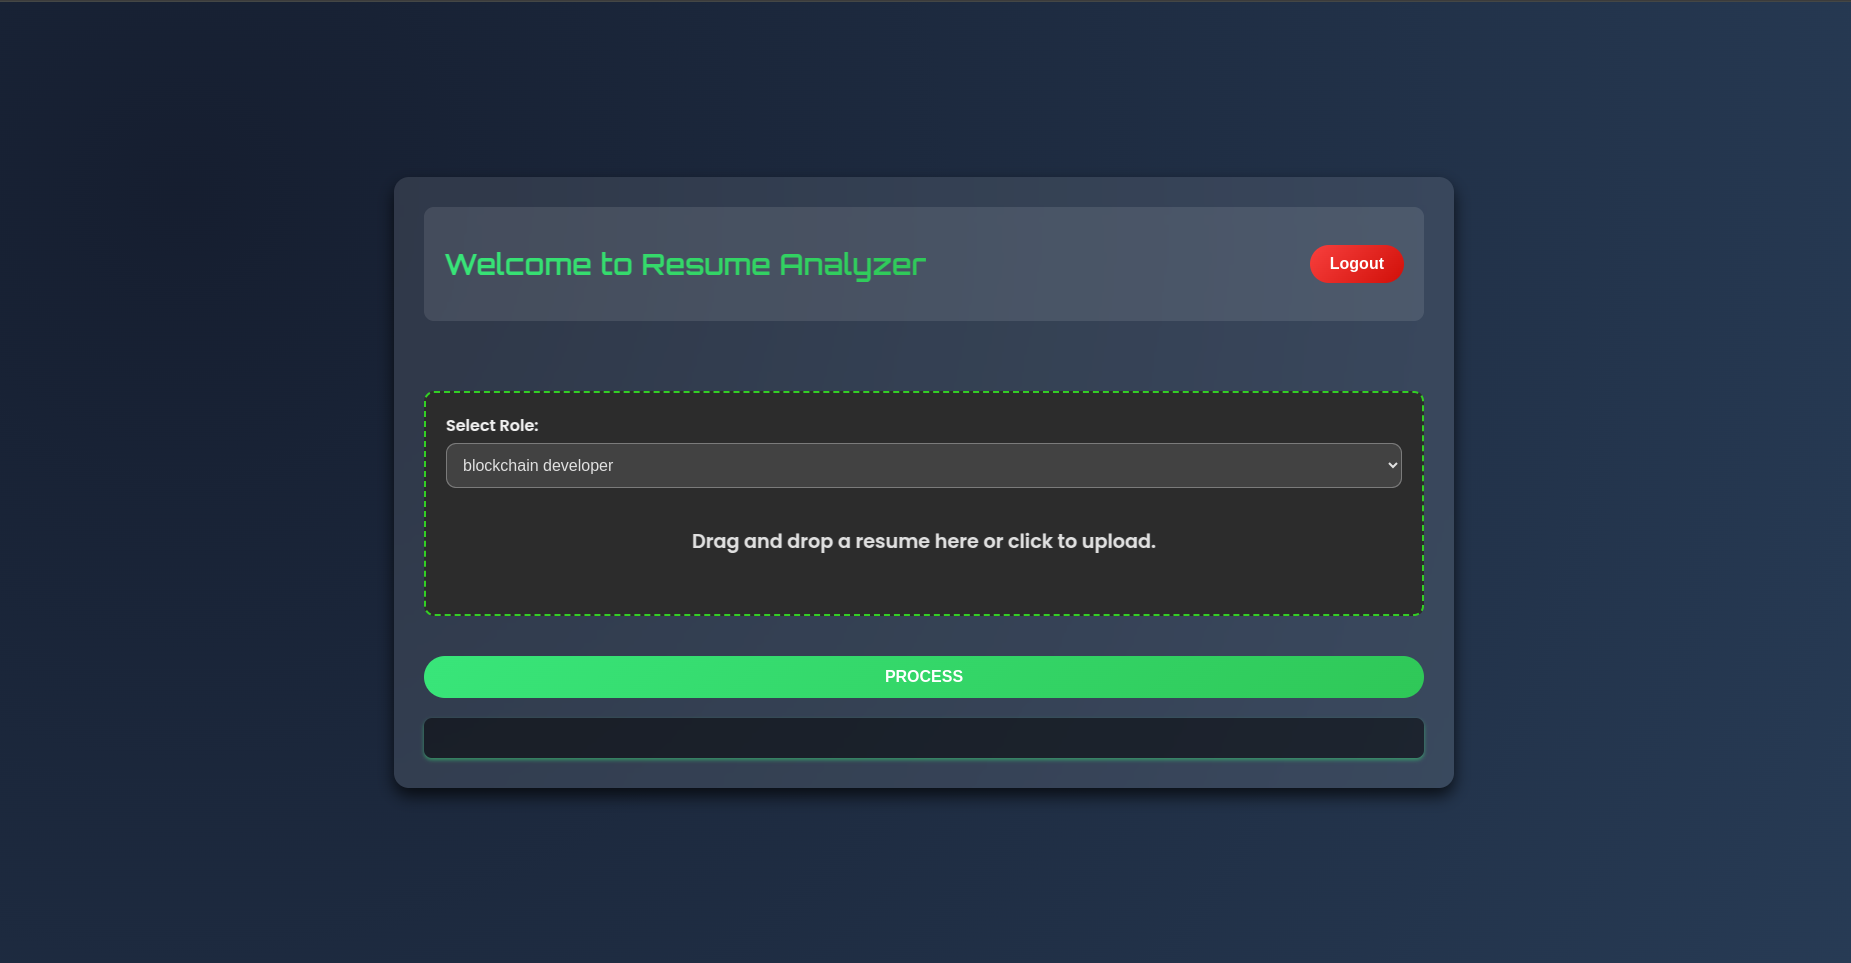 Welcome to Resume Analyzer
Logout
Select Role:
blockchain developer
Drag and drop a resume here or click to upload.
PROCESS